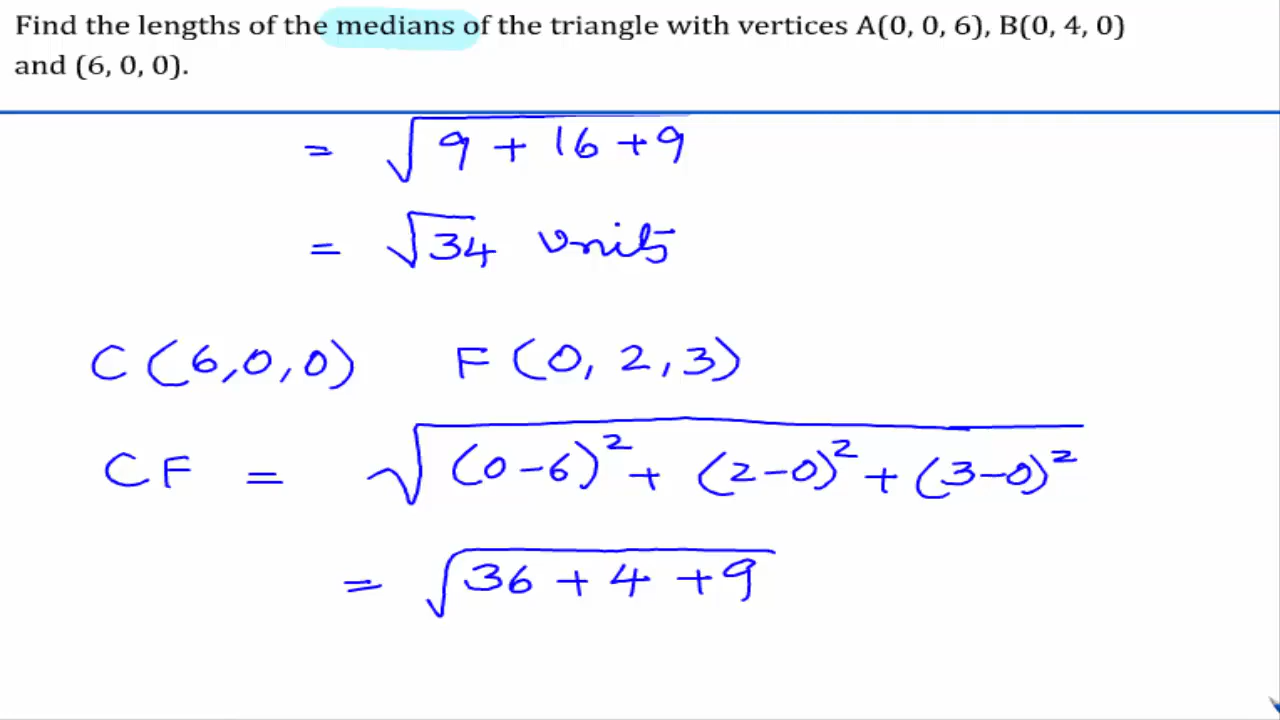 Find the lengths of the medians of the triangle with vertices A(0, 0, 6), B(0, 4, 0)
and (6, 0, 0).
= √9 + 16 + 9
= √34 units
C (6,0,0) F (0, 2, 3)
CF = √(0-6)² + (2-0)² + (3-0)²
= √36 + 4 + 9